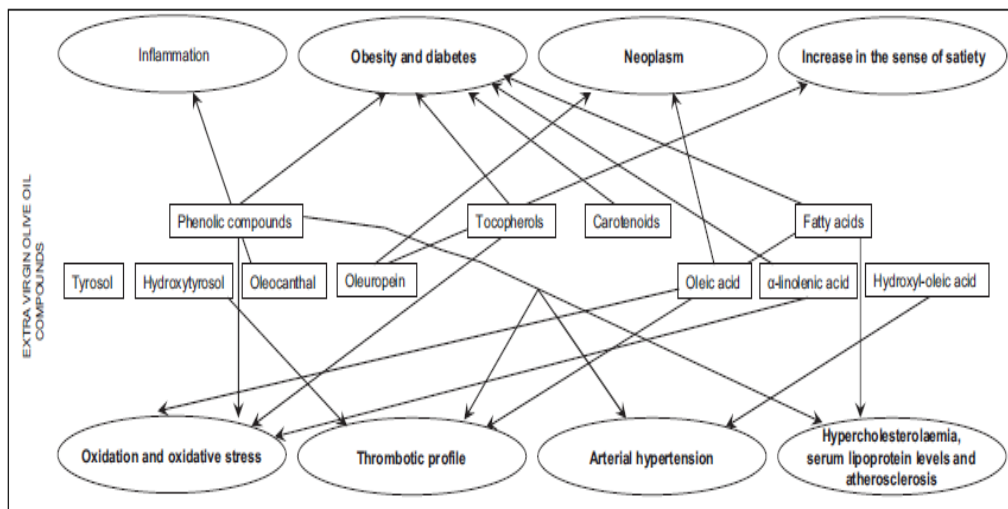 Inflammation
Obesity and diabetes
Neoplasm
Increase in the sense of satiety
EXTRA VIRGIN OLIVE OIL
COMPOUNDS
Phenolic compounds
Tocopherols
Carotenoids
Fatty acids
Tyrosol
Hydroxytyrosol
Oleocanthal
Oleuropein
Oleic acid
α-linolenic acid
Hydroxyl-oleic acid
Oxidation and oxidative stress
Thrombotic profile
Arterial hypertension
Hypercholesterolaemia,
serum lipoprotein levels and
atherosclerosis